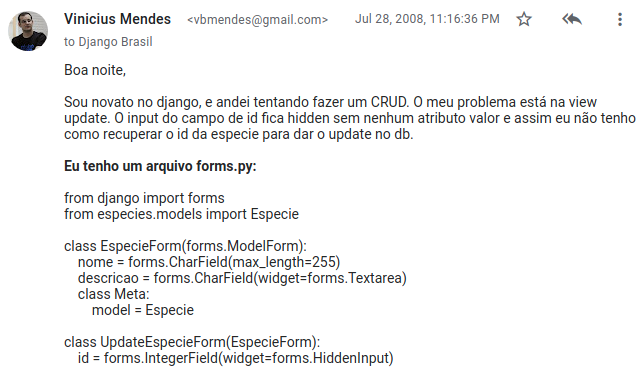 Vinicius Mendes <vbmendes@gmail.com> Jul 28, 2008, 11:16:36 PM
to Django Brasil
Boa noite,
Sou novato no django, e andei tentando fazer um CRUD. O meu problema está na view
update. O input do campo de id fica hidden sem nenhum atributo valor e assim eu não tenho
como recuperar o id da especie para dar o update no db.
Eu tenho um arquivo forms.py:
from django import forms
from especies.models import Especie
class EspecieForm(forms.ModelForm):
    nome = forms.CharField(max_length=255)
    descricao = forms.CharField(widget=forms.Textarea)
    class Meta:
        model = Especie
class UpdateEspecieForm(EspecieForm):
    id = forms.IntegerField(widget=forms.HiddenInput)